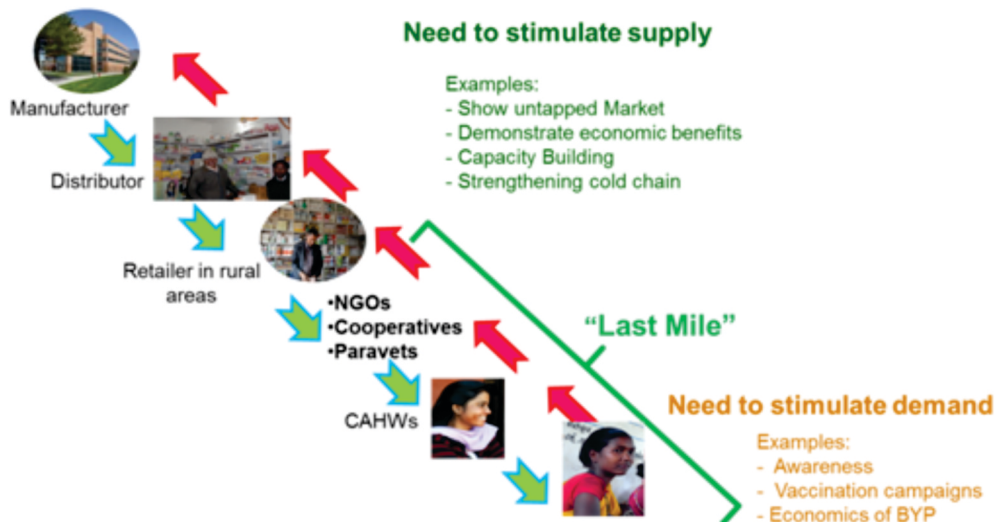 Need to stimulate supply
Examples:
- Show untapped Market
- Demonstrate economic benefits
- Capacity Building
- Strengthening cold chain
Manufacturer
Distributor
Retailer in rural
areas
•NGOs
•Cooperatives
•Paravets
CAHWs
“Last Mile”
Need to stimulate demand
Examples:
- Awareness
- Vaccination campaigns
- Economics of BYP